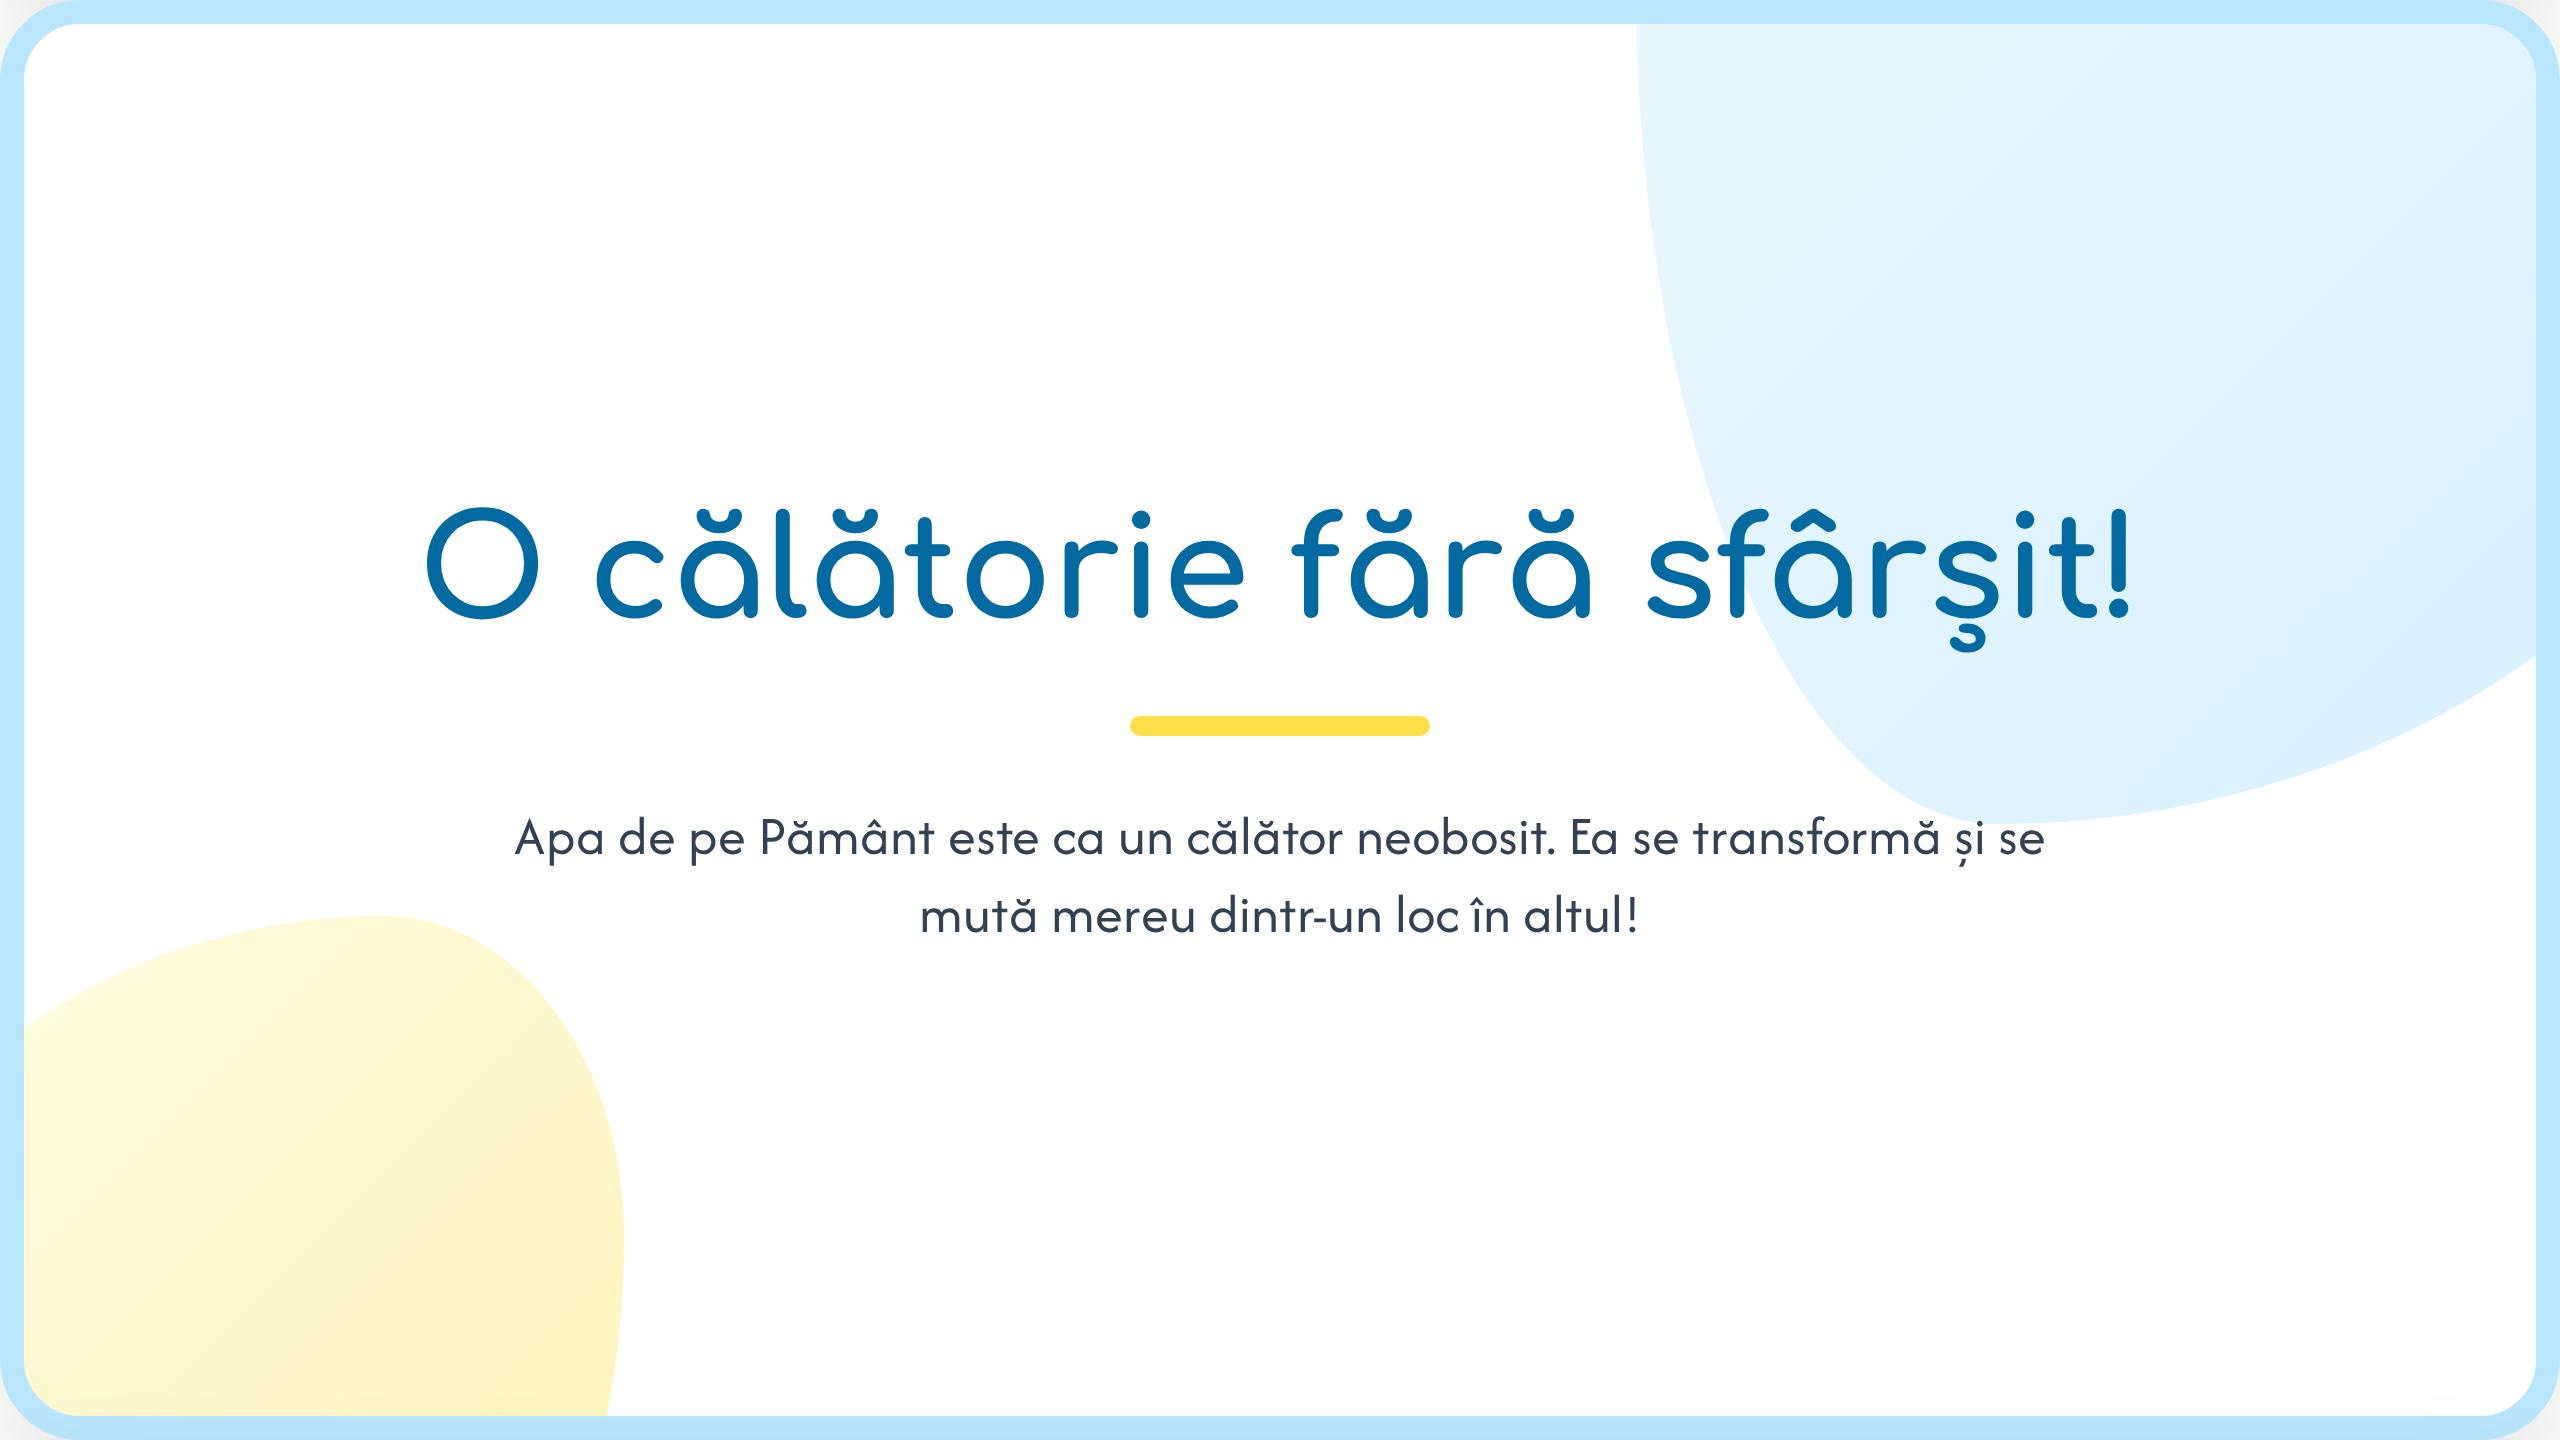 O călătorie fără sfârşit!
Apa de pe Pământ este ca un călător neobosit. Ea se transformă și se
mută mereu dintr-un loc în altul!